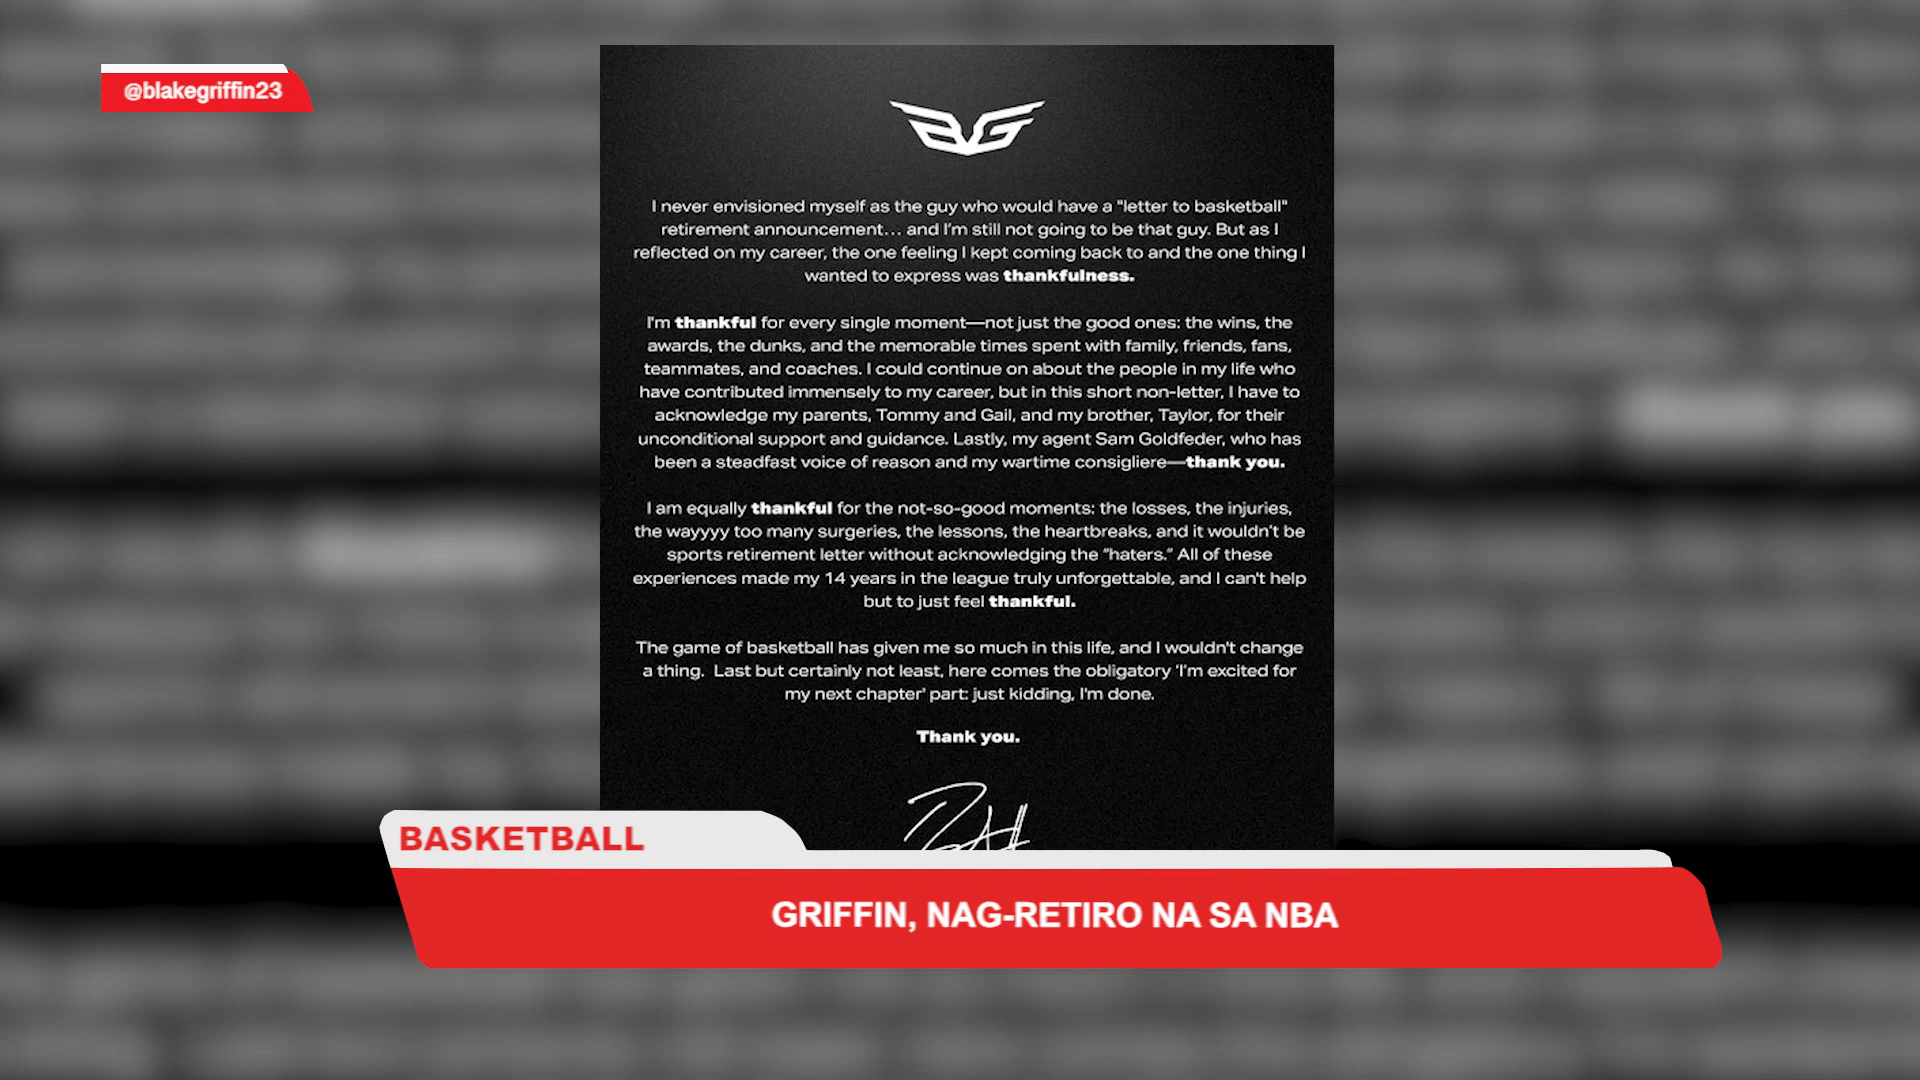 @blakegriffin23
BG
I never envisioned myself as the guy who would have a "letter to basketball"
retirement announcement... and I'm still not going to be that guy. But as I
reflected on my career, the one feeling I kept coming back to and the one thing I
wanted to express was thankfulness.
I'm thankful for every single moment—not just the good ones: the wins, the
awards, the dunks, and the memorable times spent with family, friends, fans,
teammates, and coaches. I could continue on about the people in my life who
have contributed immensely to my career, but in this short non-letter, I have to
acknowledge my parents, Tommy and Gail, and my brother, Taylor, for their
unconditional support and guidance. Lastly, my agent Sam Goldfeder, who has
been a steadfast voice of reason and my wartime consigliere—thank you.
I am equally thankful for the not-so-good moments: the losses, the injuries,
the wayyyy too many surgeries, the lessons, the heartbreaks, and it wouldn't be
sports retirement letter without acknowledging the "haters." All of these
experiences made my 14 years in the league truly unforgettable, and I can't help
but to just feel thankful.
The game of basketball has given me so much in this life, and I wouldn't change
a thing. Last but certainly not least, here comes the obligatory 'I'm excited for
my next chapter' part: just kidding, I'm done.
Thank you.
BASKETBALL
GRIFFIN, NAG-RETIRO NA SA NBA